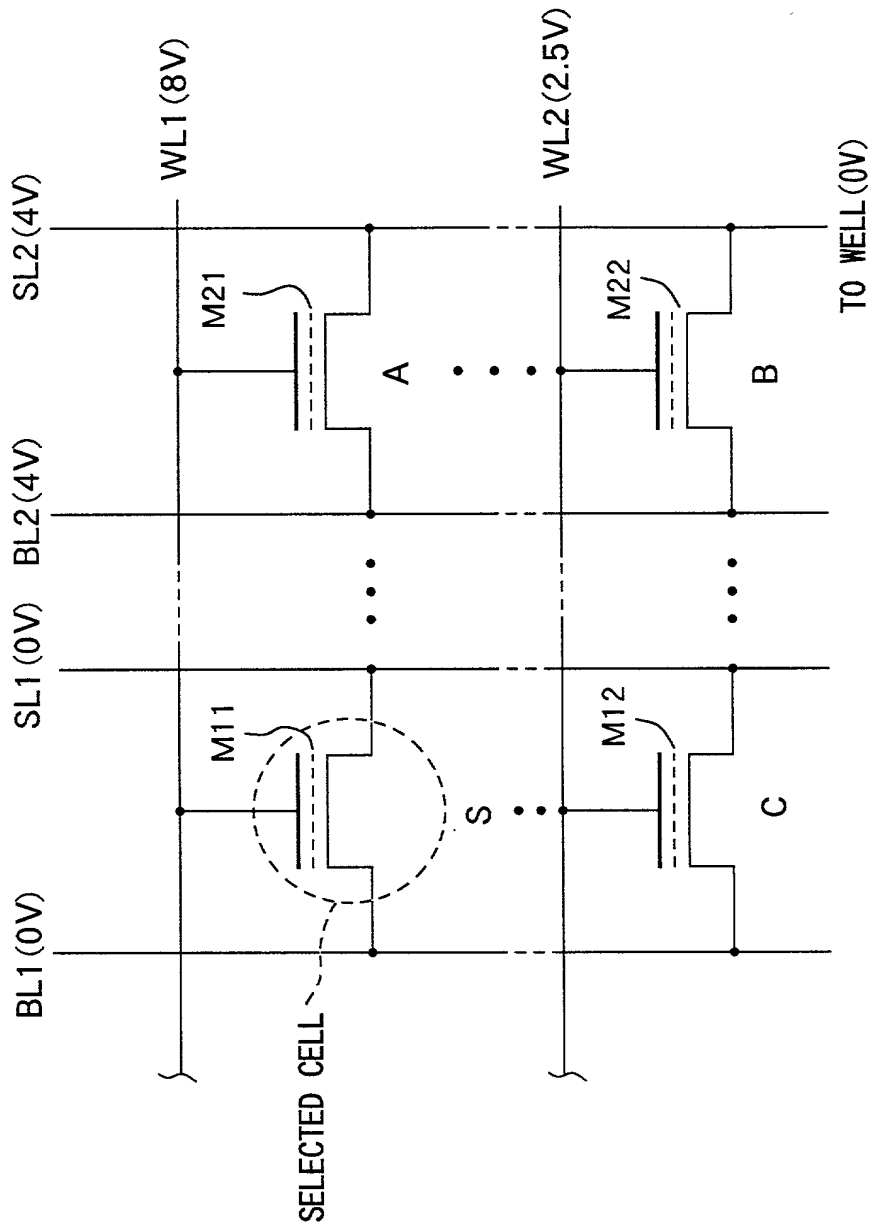 BL1(0V)
SL1(0V)
BL2(4V)
SL2(4V)
WL1(8V)
M11
M21
SELECTED CELL
S
A
WL2(2.5V)
M12
M22
C
B
TO WELL(0V)